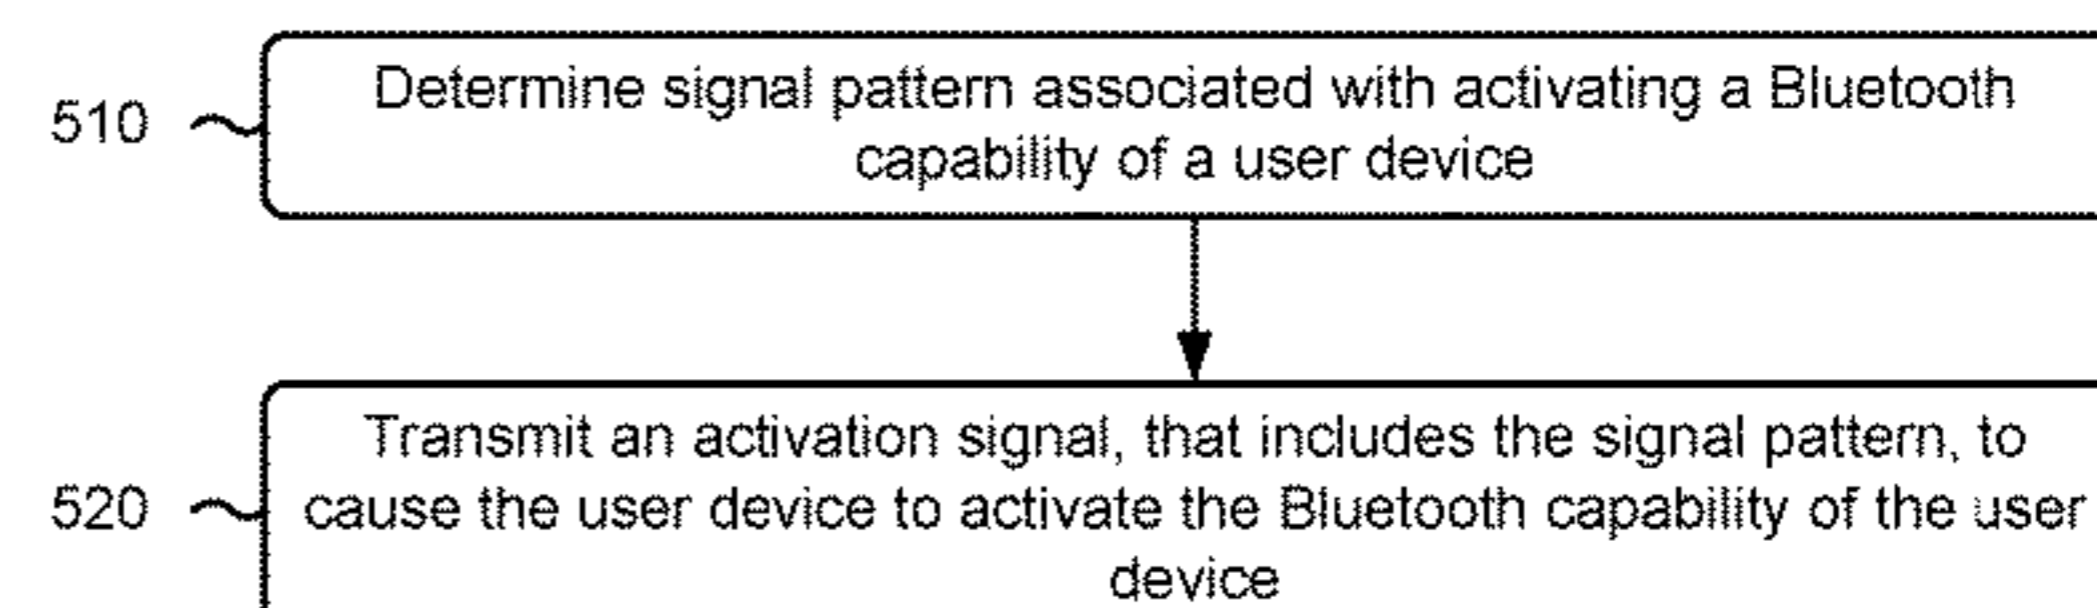 Determine signal pattern associated with activating a Bluetooth
510
capability of a user device
Transmit an activation signal, that includes the signal pattern, to
520
cause the user device to activate the Bluetooth capability of the user
device